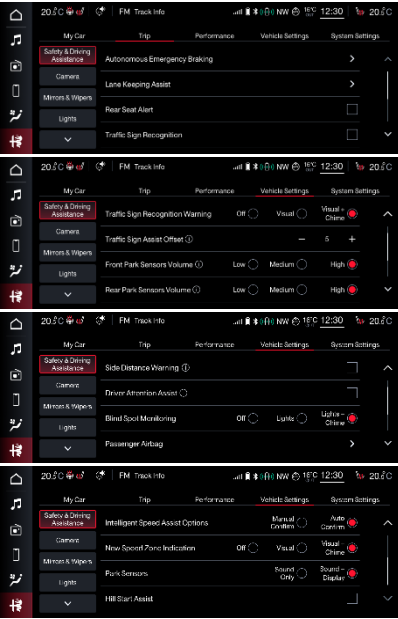 20.5°C FM Track Info NW 16°C 12:30 20.5°C
My Car Trip Performance Vehicle Settings System Settings
Safety & Driving Assistance
Camera
Mirrors & Wipers
Lights
Autonomous Emergency Braking
Lane Keeping Assist
Rear Seat Alert
Traffic Sign Recognition
20.5°C FM Track Info NW 16°C 12:30 20.5°C
My Car Trip Performance Vehicle Settings System Settings
Safety & Driving Assistance
Camera
Mirrors & Wipers
Lights
Traffic Sign Recognition Warning Off Visual Visual + Chime
Traffic Sign Assist Offset − 5 +
Front Park Sensors Volume Low Medium High
Rear Park Sensors Volume Low Medium High
20.5°C FM Track Info NW 16°C 12:30 20.5°C
My Car Trip Performance Vehicle Settings System Settings
Safety & Driving Assistance
Camera
Mirrors & Wipers
Lights
Side Distance Warning
Driver Attention Assist
Blind Spot Monitoring Off Lights Lights + Chime
Passenger Airbag
20.5°C FM Track Info NW 16°C 12:30 20.5°C
My Car Trip Performance Vehicle Settings System Settings
Safety & Driving Assistance
Camera
Mirrors & Wipers
Lights
Intelligent Speed Assist Options Manual Confirm Auto Confirm
New Speed Zone Indication Off Visual Visual + Chime
Park Sensors Sound Only Sound + Display
Hill Start Assist